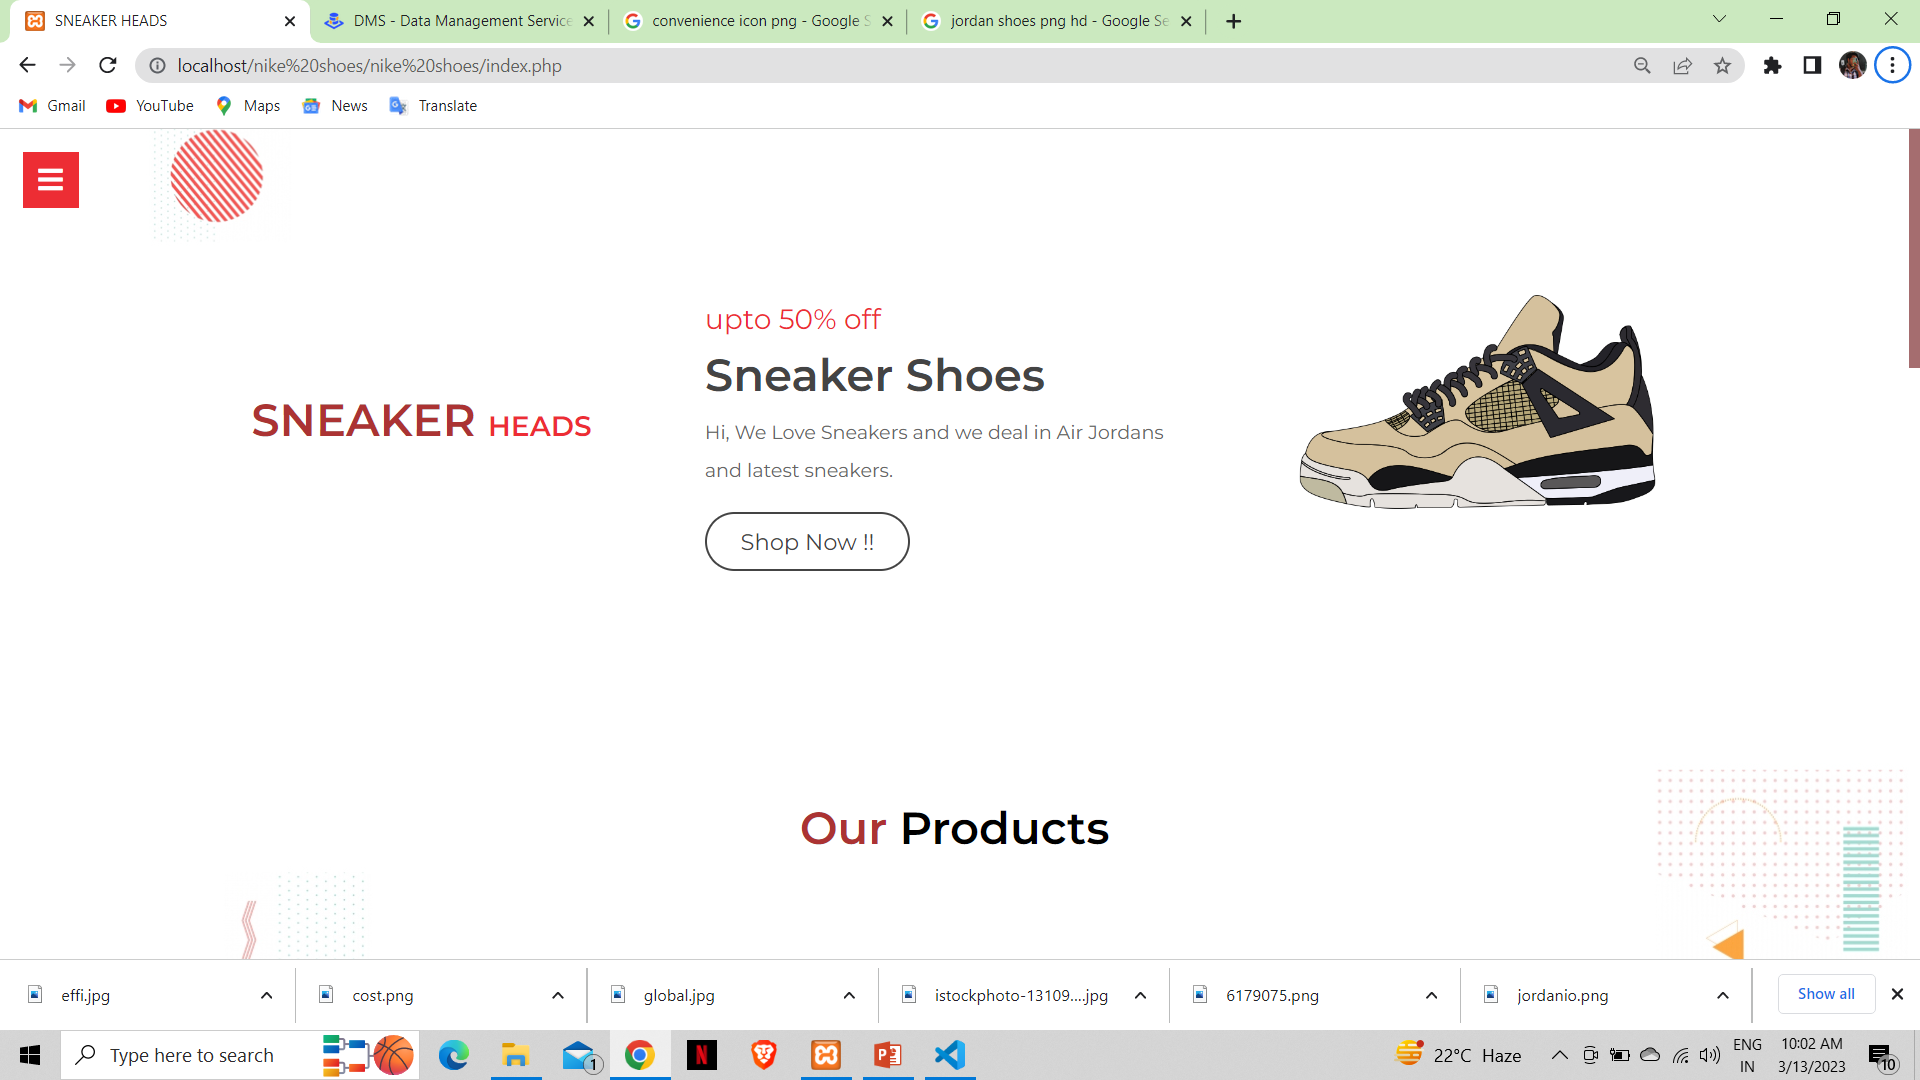 SNEAKER HEADS
DMS - Data Management Service
convenience icon png - Google S
jordan shoes png hd - Google Se
localhost/nike%20shoes/nike%20shoes/index.php
Gmail YouTube Maps News Translate
upto 50% off
Sneaker Shoes
SNEAKER HEADS
Hi, We Love Sneakers and we deal in Air Jordans
and latest sneakers.
Shop Now !!
Our Products
effi.jpg cost.png global.jpg istockphoto-13109....jpg 6179075.png jordanio.png Show all
Type here to search
1
22°C Haze
ENG
IN
10:02 AM
3/13/2023
10